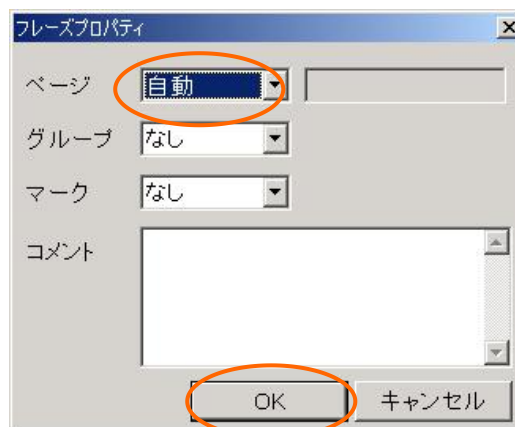 フレーズプロパティ
ページ 自動
グループ なし
マーク なし
コメント
OK キャンセル